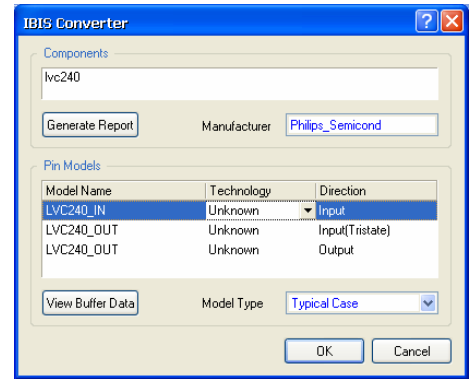 IBIS Converter
Components
lvc240
Generate Report Manufacturer Philips_Semicond
Pin Models
Model Name Technology Direction
LVC240_IN Unknown Input
LVC240_OUT Unknown Input(Tristate)
LVC240_OUT Unknown Output
View Buffer Data Model Type Typical Case
OK Cancel